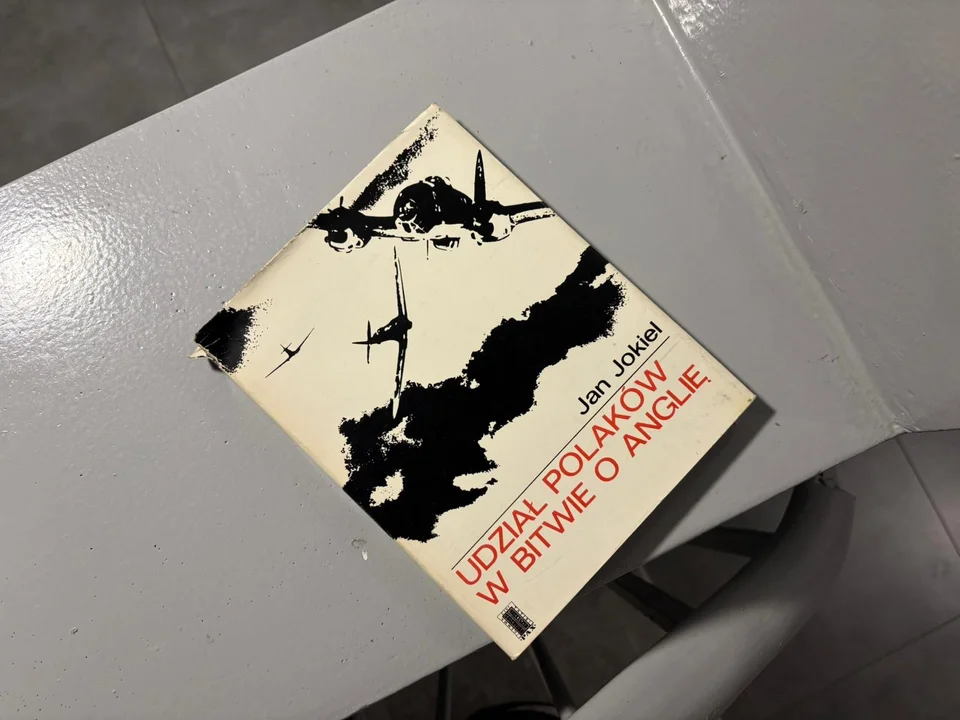 Jan Jokiel
UDZIAŁ POLAKÓW
W BITWIE O ANGLIĘ